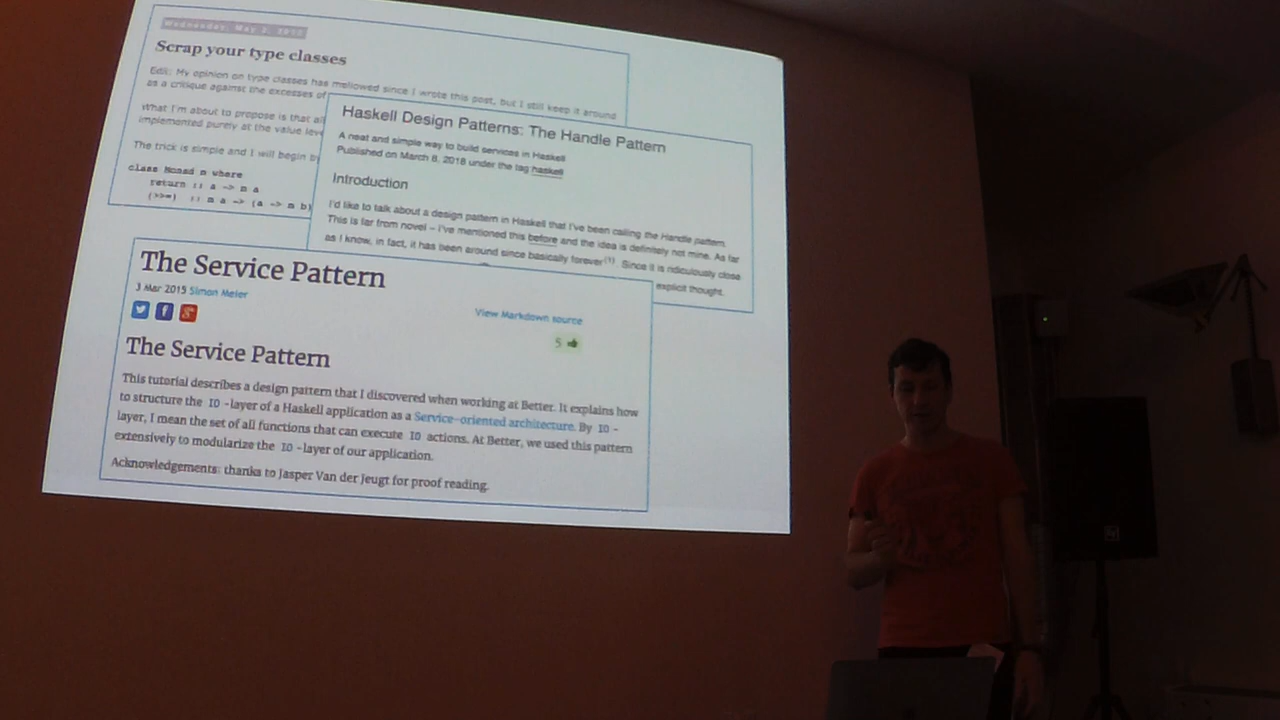 Wednesday, May 2, 2012
Scrap your type classes
Edit: My opinion on type classes has mellowed since I wrote this post, but I still keep it around
as a critique against the excesses of
What I'm about to propose is that all
implemented purely at the value level
The trick is simple and I will begin by
class Monad m where
return :: a -> m a
(>>=) :: m a -> (a -> m b)
Haskell Design Patterns: The Handle Pattern
A neat and simple way to build services in Haskell
Published on March 8, 2018 under the tag haskell
Introduction
I'd like to talk about a design pattern in Haskell that I've been calling the Handle pattern.
This is far from novel – I've mentioned this before and the idea is definitely not mine. As far
as I know, in fact, it has been around since basically forever[1]. Since it is ridiculously close
explicit thought.
The Service Pattern
3 Mar 2015 Simon Meier
View Markdown source
5
The Service Pattern
This tutorial describes a design pattern that I discovered when working at Better. It explains how
to structure the IO -layer of a Haskell application as a Service-oriented architecture. By IO -
layer, I mean the set of all functions that can execute IO actions. At Better, we used this pattern
extensively to modularize the IO -layer of our application.
Acknowledgements: thanks to Jasper Van der Jeugt for proof reading.